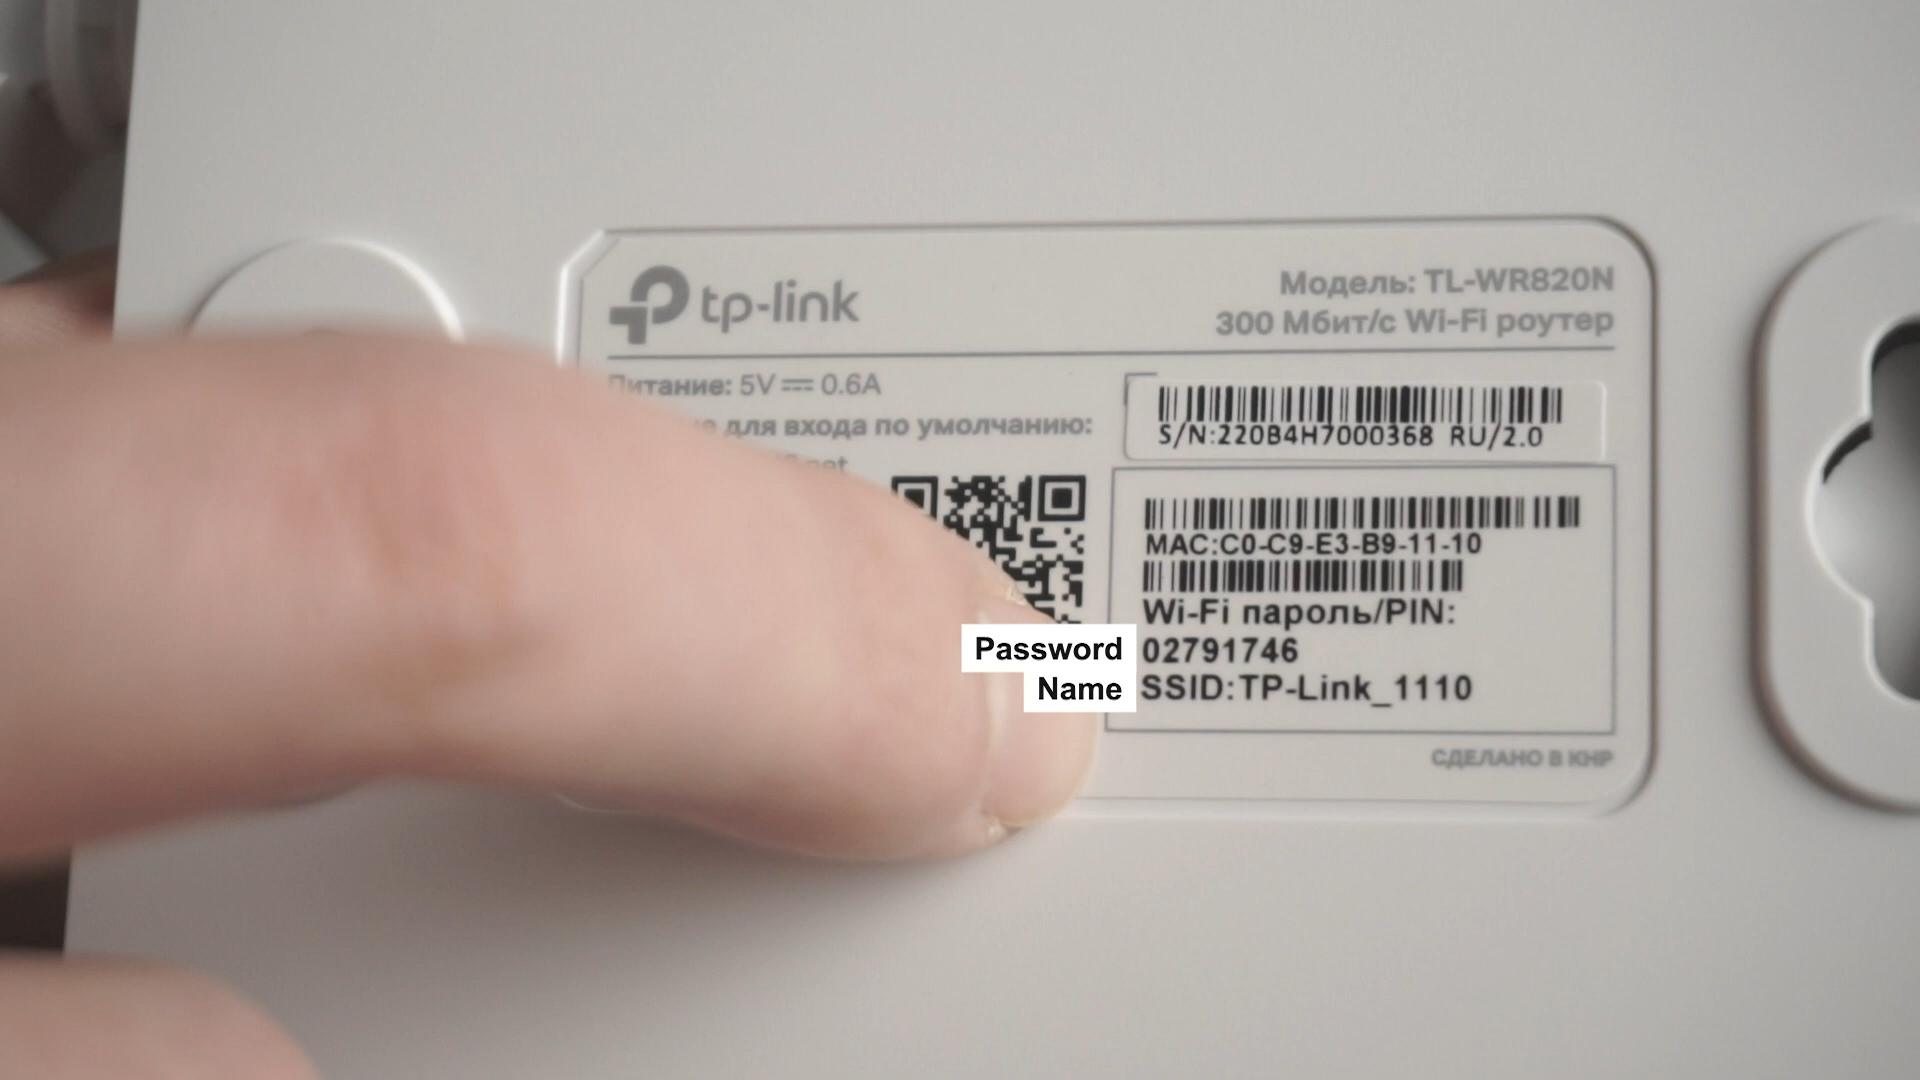 tp-link
Модель: TL-WR820N
300 Мбит/с Wi-Fi роутер
Питание: 5V ⎓ 0.6A
для входа по умолчанию:
S/N:220B4H7000368 RU/2.0
MAC:C0-C9-E3-B9-11-10
Wi-Fi пароль/PIN:
Password 02791746
Name SSID:TP-Link_1110
СДЕЛАНО В КНР